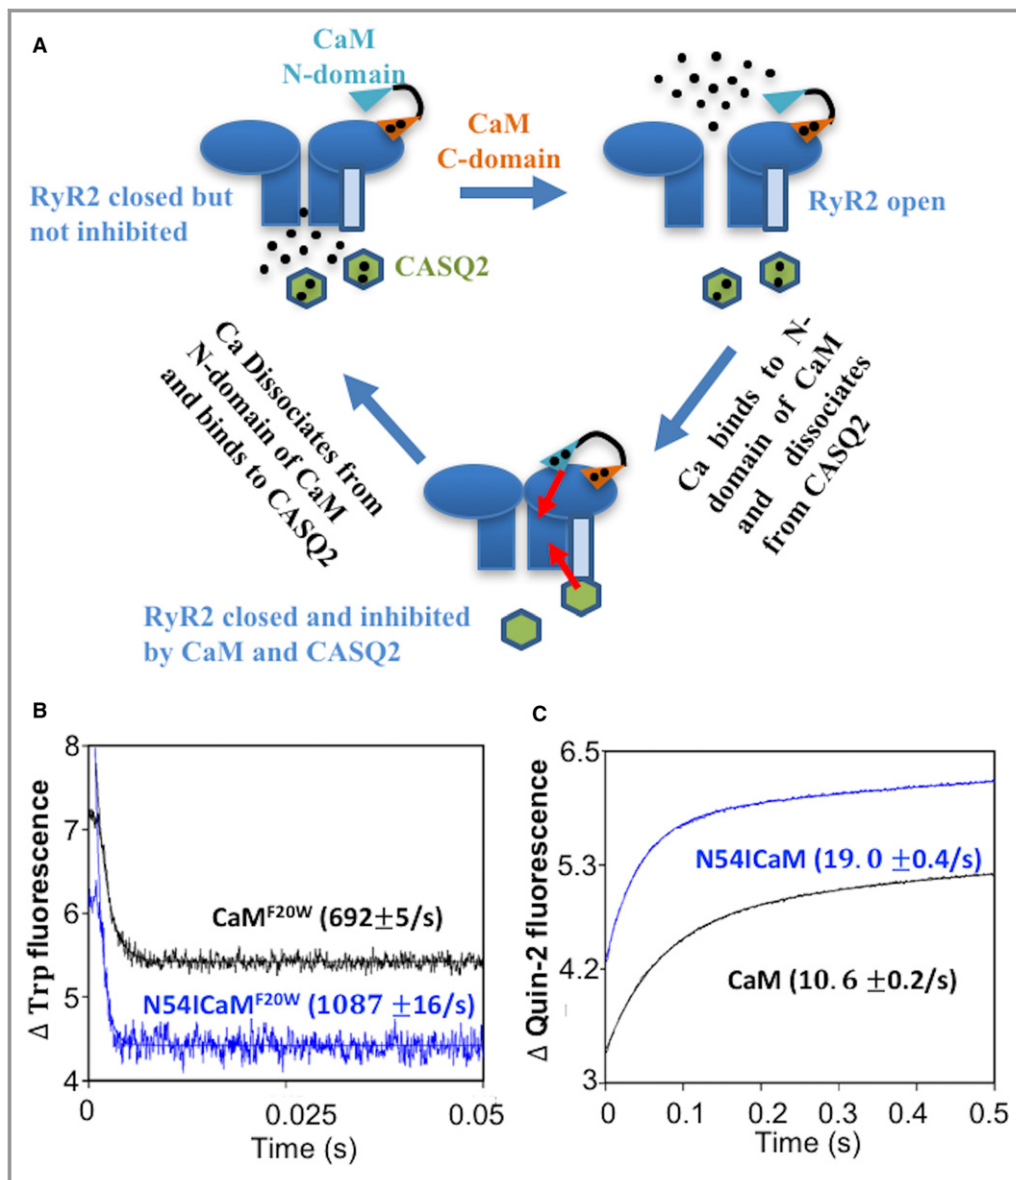 A
CaM
N-domain
CaM
C-domain
RyR2 closed but
not inhibited
RyR2 open
CASQ2
Ca Dissociates from
N-domain of CaM
and binds to CASQ2
Ca binds to N-
domain of CaM
and dissociates
from CASQ2
RyR2 closed and inhibited
by CaM and CASQ2
B
Δ Trp fluorescence
8
7
6
5
4
CaMF20W (692±5/s)
N54ICaMF20W (1087 ±16/s)
0
0.025
0.05
Time (s)
C
Δ Quin-2 fluorescence
6.5
5.3
4.2
3
N54ICaM (19.0 ±0.4/s)
CaM (10.6 ±0.2/s)
0
0.1
0.2
0.3
0.4
0.5
Time (s)